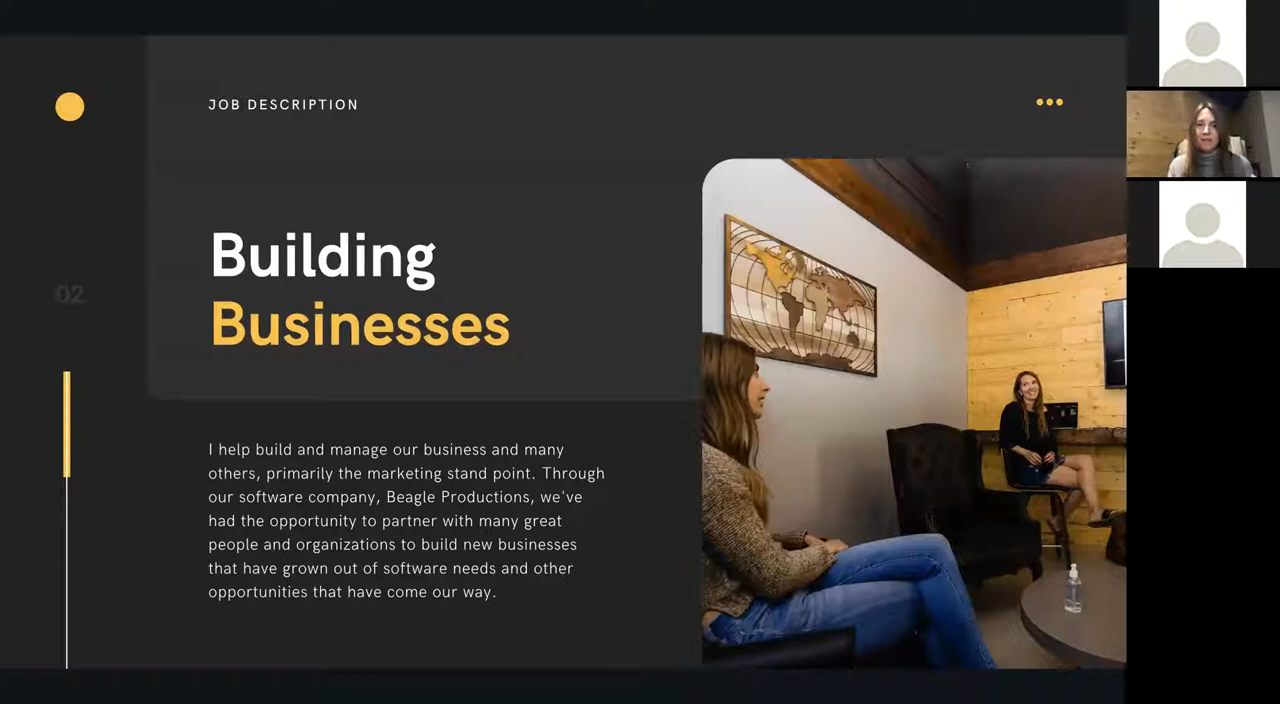 JOB DESCRIPTION
Building
Businesses
02
I help build and manage our business and many
others, primarily the marketing stand point. Through
our software company, Beagle Productions, we've
had the opportunity to partner with many great
people and organizations to build new businesses
that have grown out of software needs and other
opportunities that have come our way.